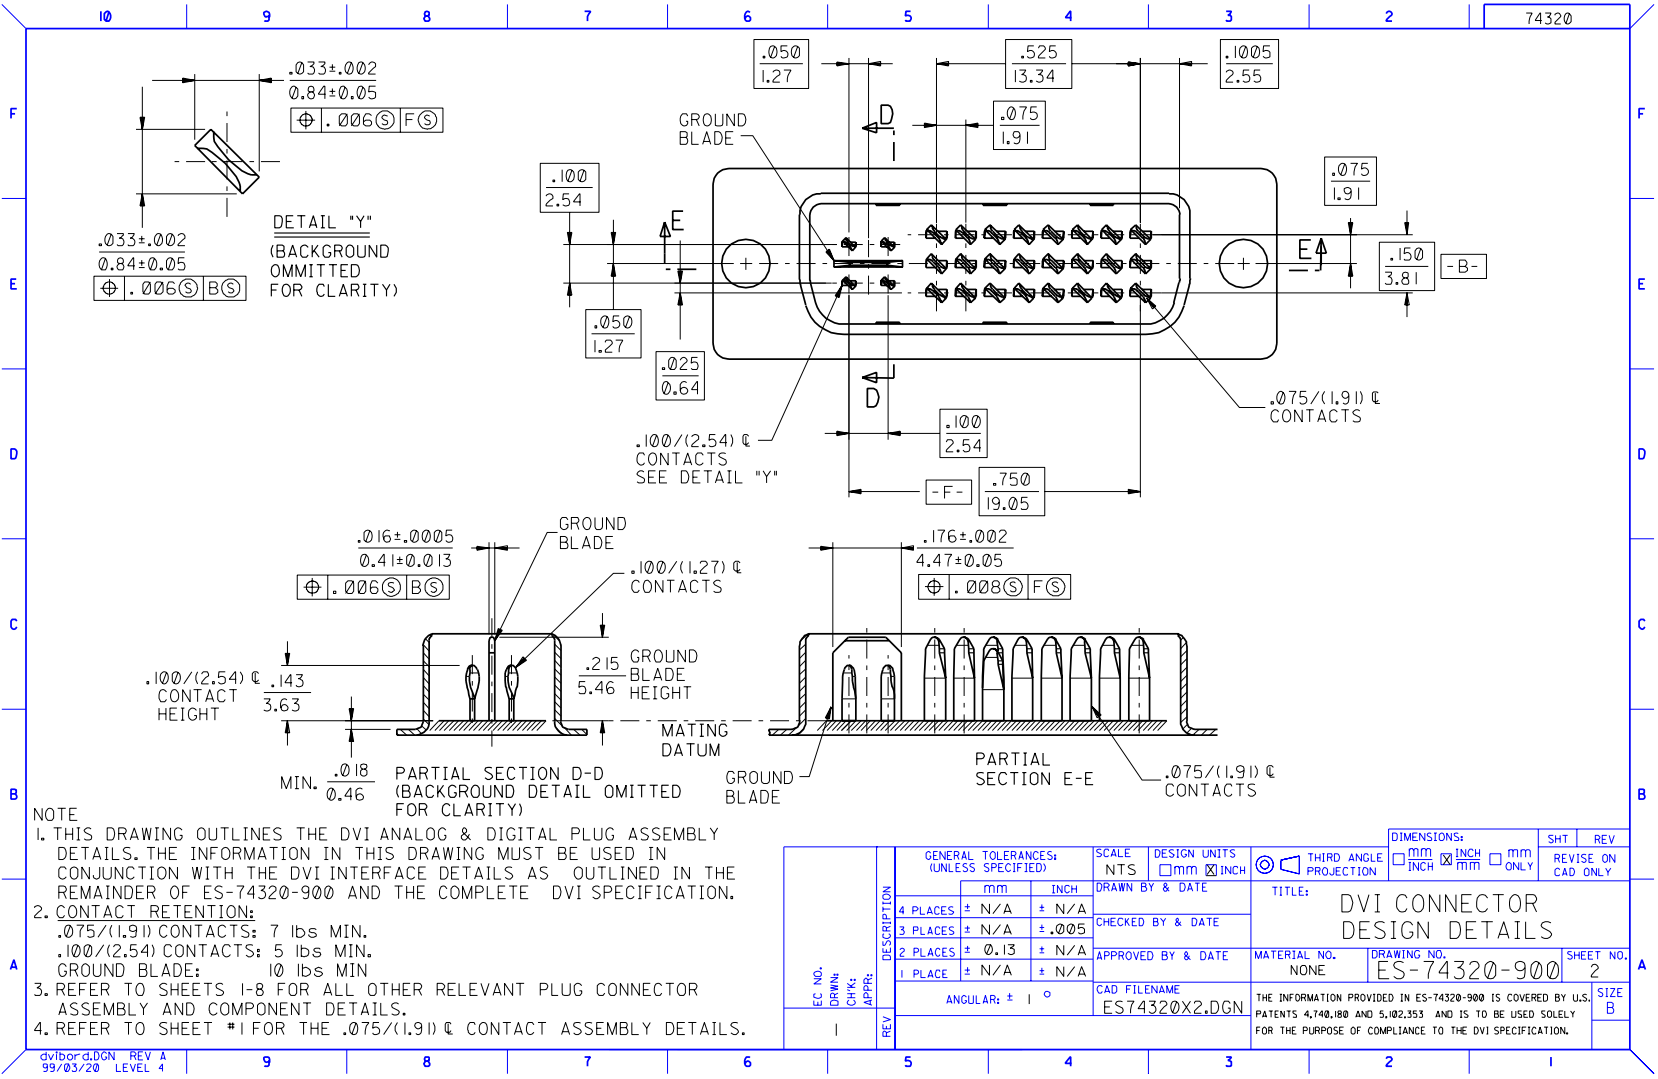 10 9 8 7 6 5 4 3 2
74320
F
E
D
C
B
A
F
E
D
C
B
A
.033±.002
0.84±0.05
⌖ .006Ⓢ FⓈ
.033±.002
0.84±0.05
⌖ .006Ⓢ BⓈ
DETAIL "Y"
(BACKGROUND
OMMITTED
FOR CLARITY)
.050
1.27
.525
13.34
.1005
2.55
GROUND
BLADE
D
.075
1.91
.100
2.54
E
.075
1.91
E
.150
3.81
-B-
.050
1.27
.025
0.64
D
.075/(1.91) ℄
CONTACTS
.100/(2.54) ℄
CONTACTS
SEE DETAIL "Y"
.100
2.54
-F-
.750
19.05
.016±.0005
0.41±0.013
⌖ .006Ⓢ BⓈ
GROUND
BLADE
.100/(1.27) ℄
CONTACTS
.176±.002
4.47±0.05
⌖ .008Ⓢ FⓈ
.100/(2.54) ℄
CONTACT
HEIGHT
.143
3.63
.215
5.46
GROUND
BLADE
HEIGHT
MATING
DATUM
MIN. .018
0.46
PARTIAL SECTION D-D
(BACKGROUND DETAIL OMITTED
FOR CLARITY)
GROUND
BLADE
PARTIAL
SECTION E-E
.075/(1.91) ℄
CONTACTS
NOTE
1. THIS DRAWING OUTLINES THE DVI ANALOG & DIGITAL PLUG ASSEMBLY
DETAILS. THE INFORMATION IN THIS DRAWING MUST BE USED IN
CONJUNCTION WITH THE DVI INTERFACE DETAILS AS OUTLINED IN THE
REMAINDER OF ES-74320-900 AND THE COMPLETE DVI SPECIFICATION.
2. CONTACT RETENTION:
.075/(1.91) CONTACTS: 7 lbs MIN.
.100/(2.54) CONTACTS: 5 lbs MIN.
GROUND BLADE: 10 lbs MIN
3. REFER TO SHEETS 1-8 FOR ALL OTHER RELEVANT PLUG CONNECTOR
ASSEMBLY AND COMPONENT DETAILS.
4. REFER TO SHEET #1 FOR THE .075/(1.91) ℄ CONTACT ASSEMBLY DETAILS.
EC NO.
DRWN:
CH'K:
APPR:
DESCRIPTION
1
REV
GENERAL TOLERANCES:
(UNLESS SPECIFIED)
mm INCH
4 PLACES ± N/A ± N/A
3 PLACES ± N/A ± .005
2 PLACES ± 0.13 ± N/A
1 PLACE ± N/A ± N/A
ANGULAR: ± 1 °
SCALE
NTS
DESIGN UNITS
☐ mm ☒ INCH
DRAWN BY & DATE
CHECKED BY & DATE
APPROVED BY & DATE
CAD FILENAME
ES74320X2.DGN
THIRD ANGLE
PROJECTION
DIMENSIONS:
☐ mm/INCH ☒ INCH/mm ☐ mm ONLY
SHT REV
REVISE ON
CAD ONLY
TITLE:
DVI CONNECTOR
DESIGN DETAILS
MATERIAL NO.
NONE
DRAWING NO.
ES-74320-900
SHEET NO.
2
THE INFORMATION PROVIDED IN ES-74320-900 IS COVERED BY U.S.
PATENTS 4,740,180 AND 5,102,353 AND IS TO BE USED SOLELY
FOR THE PURPOSE OF COMPLIANCE TO THE DVI SPECIFICATION.
SIZE
B
dvibord.DGN REV A
99/03/20 LEVEL 4
9 8 7 6 5 4 3 2 1